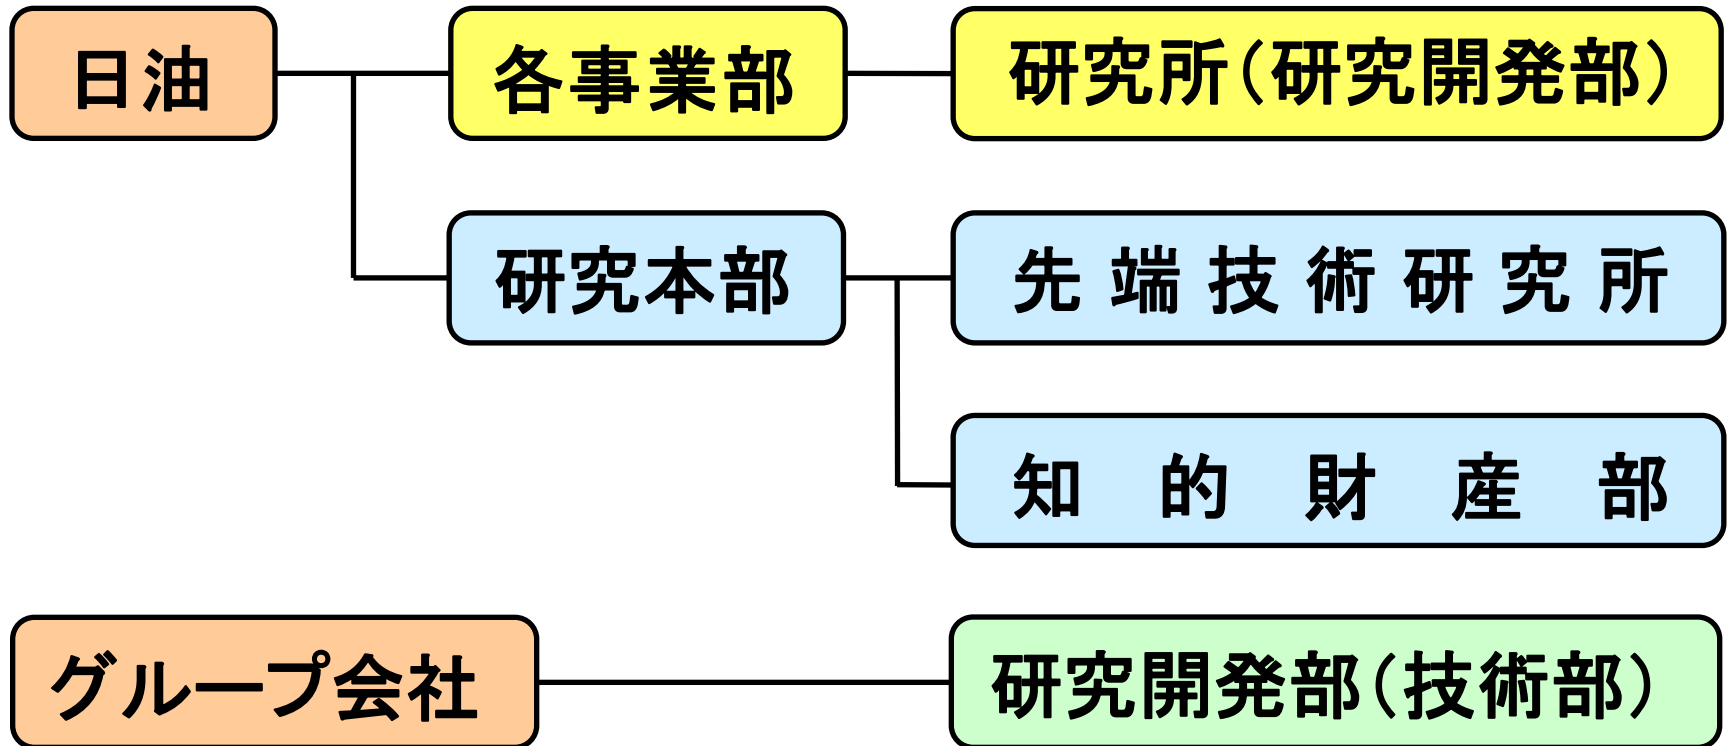 日油
各事業部
研究所(研究開発部)
研究本部
先端技術研究所
知的財産部
グループ会社
研究開発部(技術部)